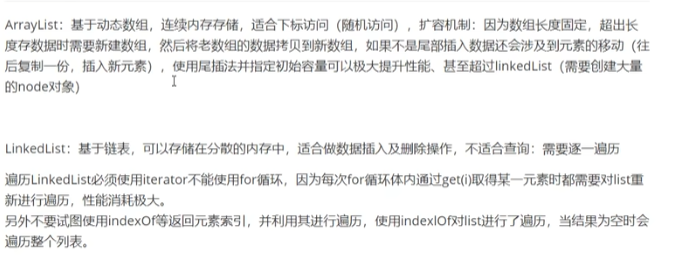 ArrayList：基于动态数组，连续内存存储，适合下标访问（随机访问），扩容机制：因为数组长度固定，超出长
度存数据时需要新建数组，然后将老数组的数据拷贝到新数组，如果不是尾部插入数据还会涉及到元素的移动（往
后复制一份，插入新元素），使用尾插法并指定初始容量可以极大提升性能、甚至超过linkedList（需要创建大量
的node对象）
LinkedList：基于链表，可以存储在分散的内存中，适合做数据插入及删除操作，不适合查询：需要逐一遍历
遍历LinkedList必须使用iterator不能使用for循环，因为每次for循环体内通过get(i)取得某一元素时都需要对list重
新进行遍历，性能消耗极大。
另外不要试图使用indexOf等返回元素索引，并利用其进行遍历，使用indexlOf对list进行了遍历，当结果为空时会
遍历整个列表。